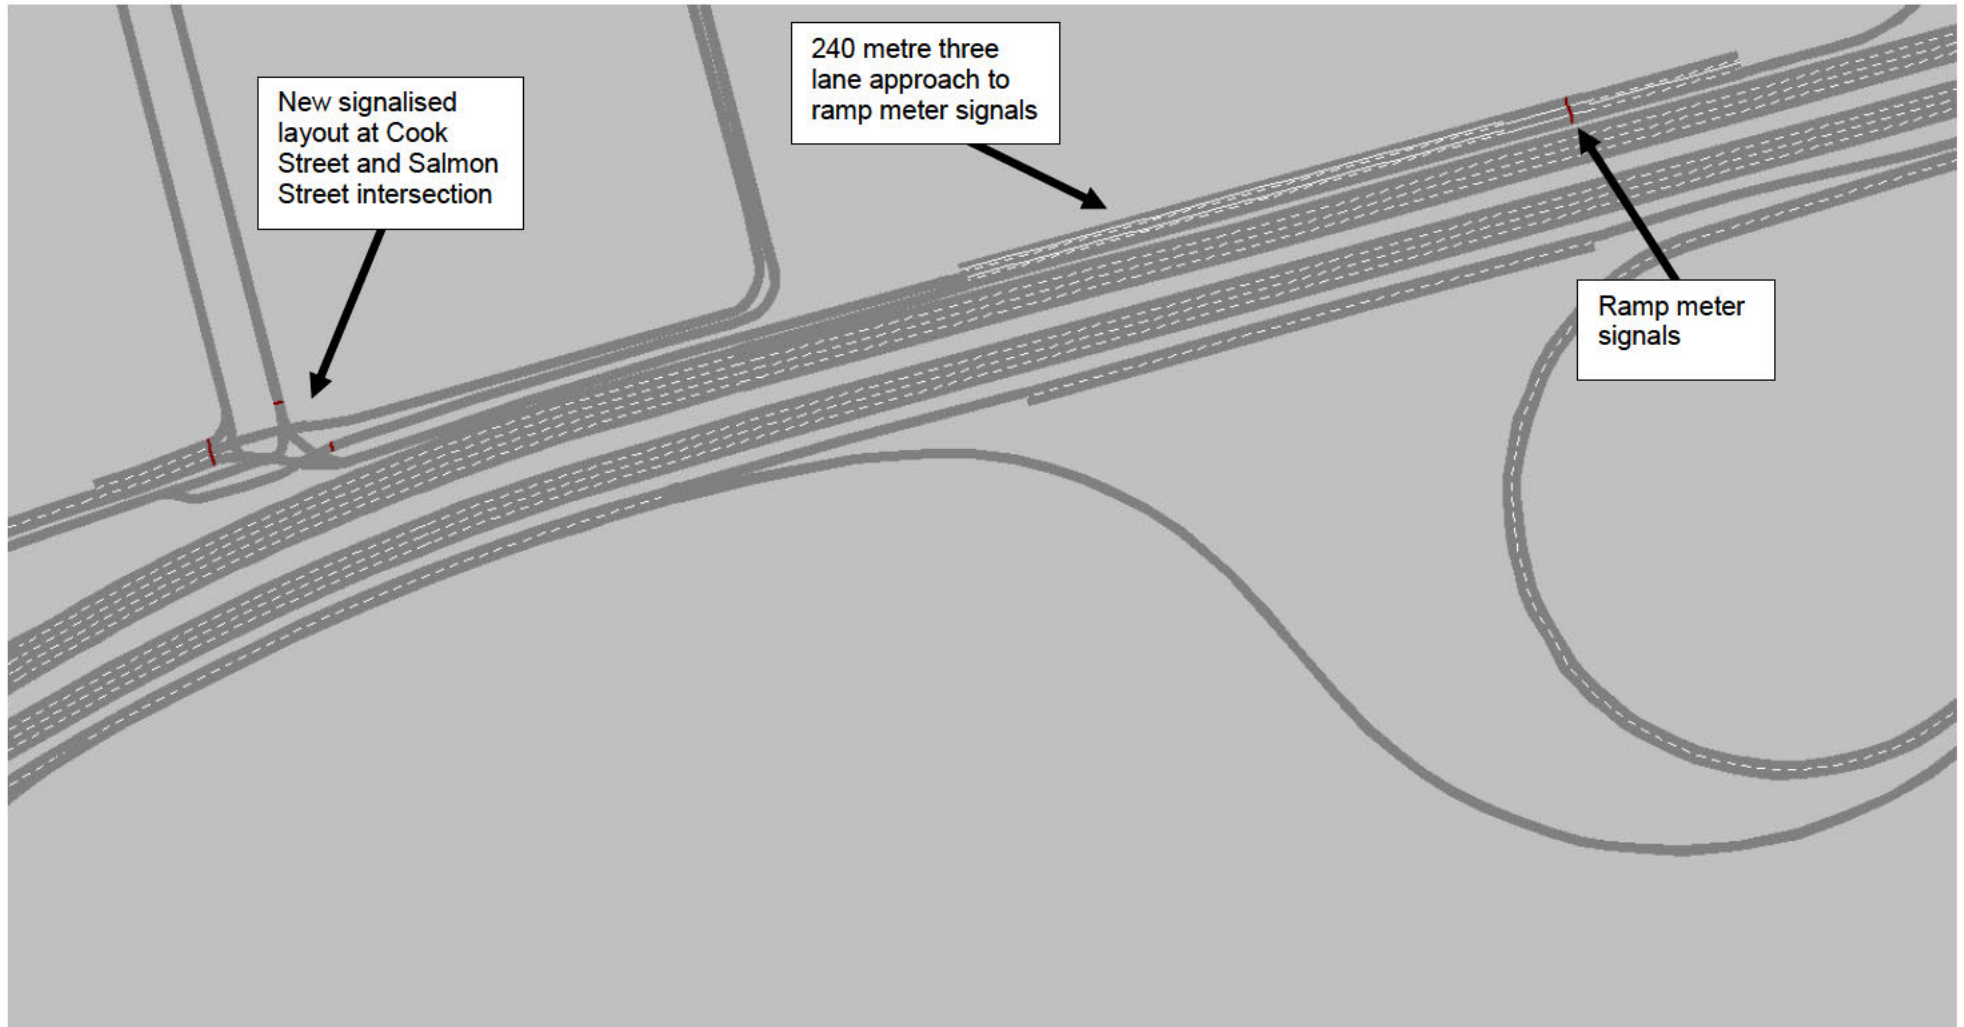 New signalised
layout at Cook
Street and Salmon
Street intersection
240 metre three
lane approach to
ramp meter signals
Ramp meter
signals